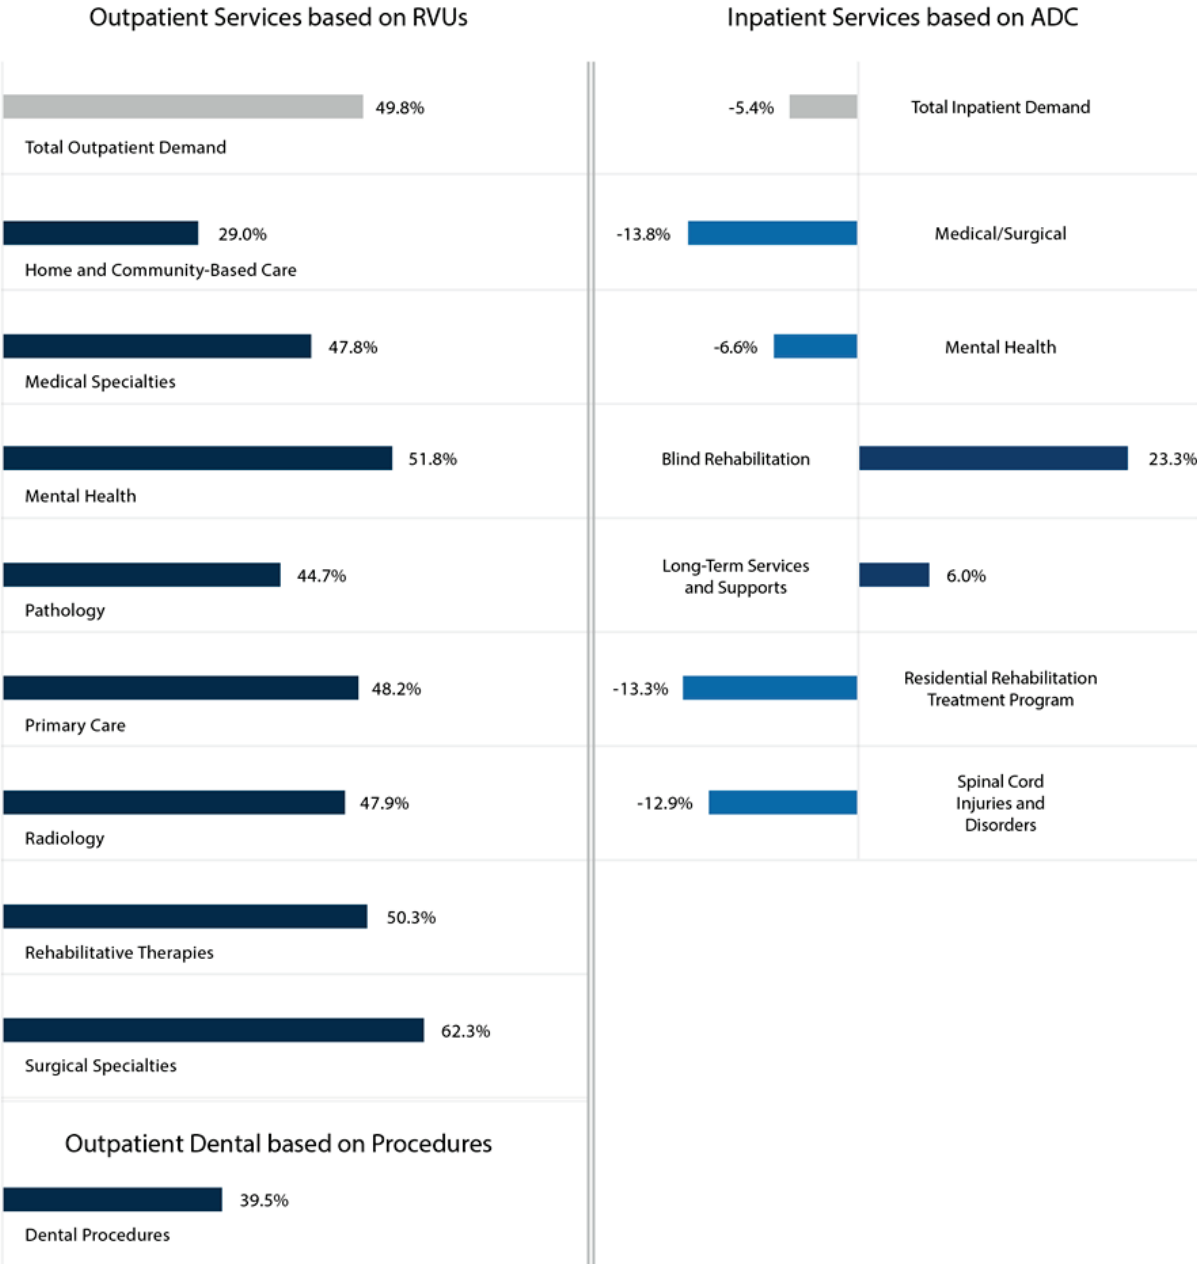 Outpatient Services based on RVUs
49.8%
Total Outpatient Demand
29.0%
Home and Community-Based Care
47.8%
Medical Specialties
51.8%
Mental Health
44.7%
Pathology
48.2%
Primary Care
47.9%
Radiology
50.3%
Rehabilitative Therapies
62.3%
Surgical Specialties
Outpatient Dental based on Procedures
39.5%
Dental Procedures
Inpatient Services based on ADC
-5.4%
Total Inpatient Demand
-13.8%
Medical/Surgical
-6.6%
Mental Health
Blind Rehabilitation
23.3%
Long-Term Services
and Supports
6.0%
-13.3%
Residential Rehabilitation
Treatment Program
-12.9%
Spinal Cord
Injuries and
Disorders